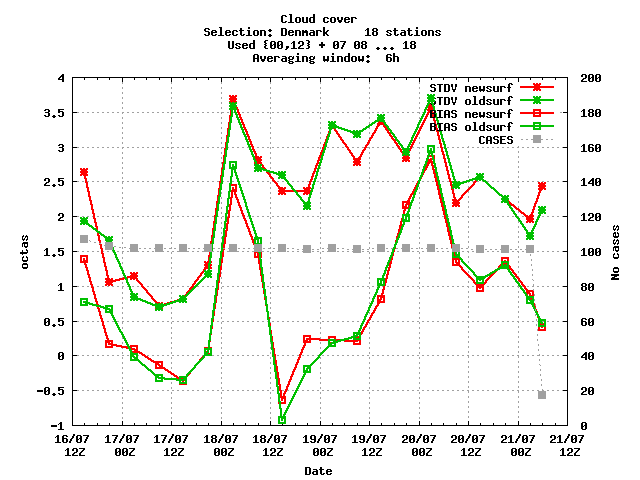 Cloud cover
Selection: Denmark 18 stations
Used {00,12} + 07 08 ... 18
Averaging window: 6h
STDV newsurf
STDV oldsurf
BIAS newsurf
BIAS oldsurf
CASES
octas
4
3.5
3
2.5
2
1.5
1
0.5
0
-0.5
-1
No cases
200
180
160
140
120
100
80
60
40
20
0
16/07 17/07 17/07 18/07 18/07 19/07 19/07 20/07 20/07 21/07 21/07
12Z 00Z 12Z 00Z 12Z 00Z 12Z 00Z 12Z 00Z 12Z
Date